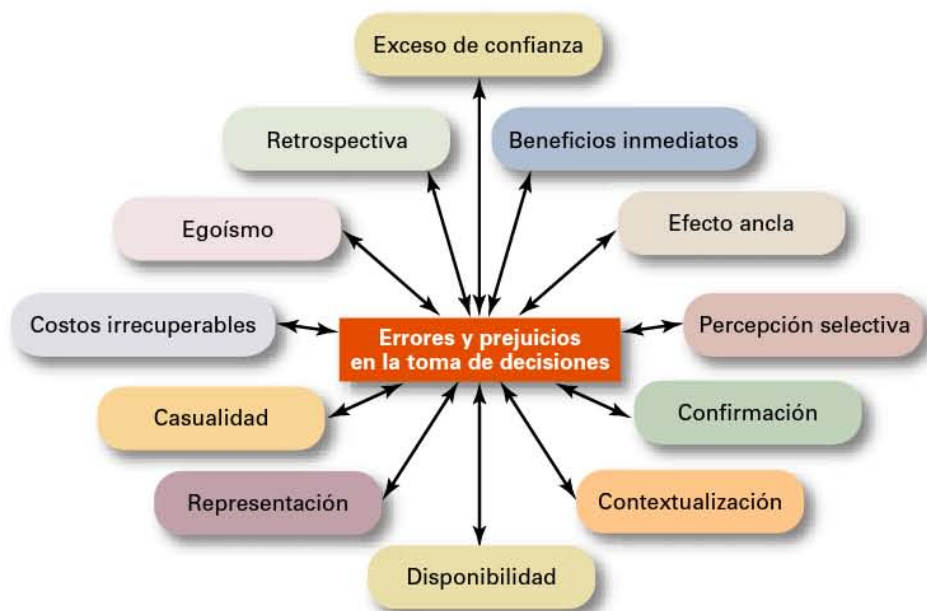 Exceso de confianza
Retrospectiva
Beneficios inmediatos
Egoísmo
Efecto ancla
Costos irrecuperables
Errores y prejuicios
en la toma de decisiones
Percepción selectiva
Casualidad
Confirmación
Representación
Contextualización
Disponibilidad